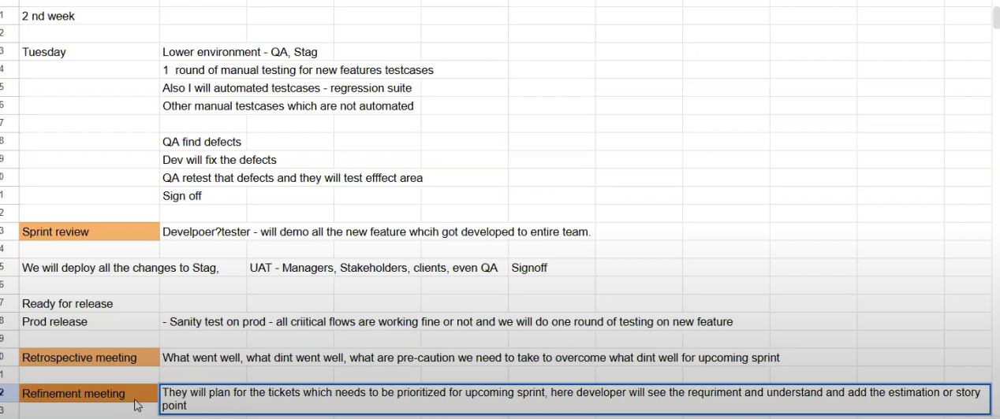 1 2 nd week
2
3 Tuesday Lower environment - QA, Stag
4 1 round of manual testing for new features testcases
5 Also I will automated testcases - regression suite
6 Other manual testcases which are not automated
7
8 QA find defects
9 Dev will fix the defects
0 QA retest that defects and they will test efffect area
1 Sign off
2
3 Sprint review Develpoer?tester - will demo all the new feature whcih got developed to entire team.
4
5 We will deploy all the changes to Stag, UAT - Managers, Stakeholders, clients, even QA Signoff
6
7 Ready for release
8 Prod release - Sanity test on prod - all criitical flows are working fine or not and we will do one round of testing on new feature
9
0 Retrospective meeting What went well, what dint went well, what are pre-caution we need to take to overcome what dint well for upcoming sprint
1
2 Refinement meeting They will plan for the tickets which needs to be prioritized for upcoming sprint, here developer will see the requriment and understand and add the estimation or story
point
3